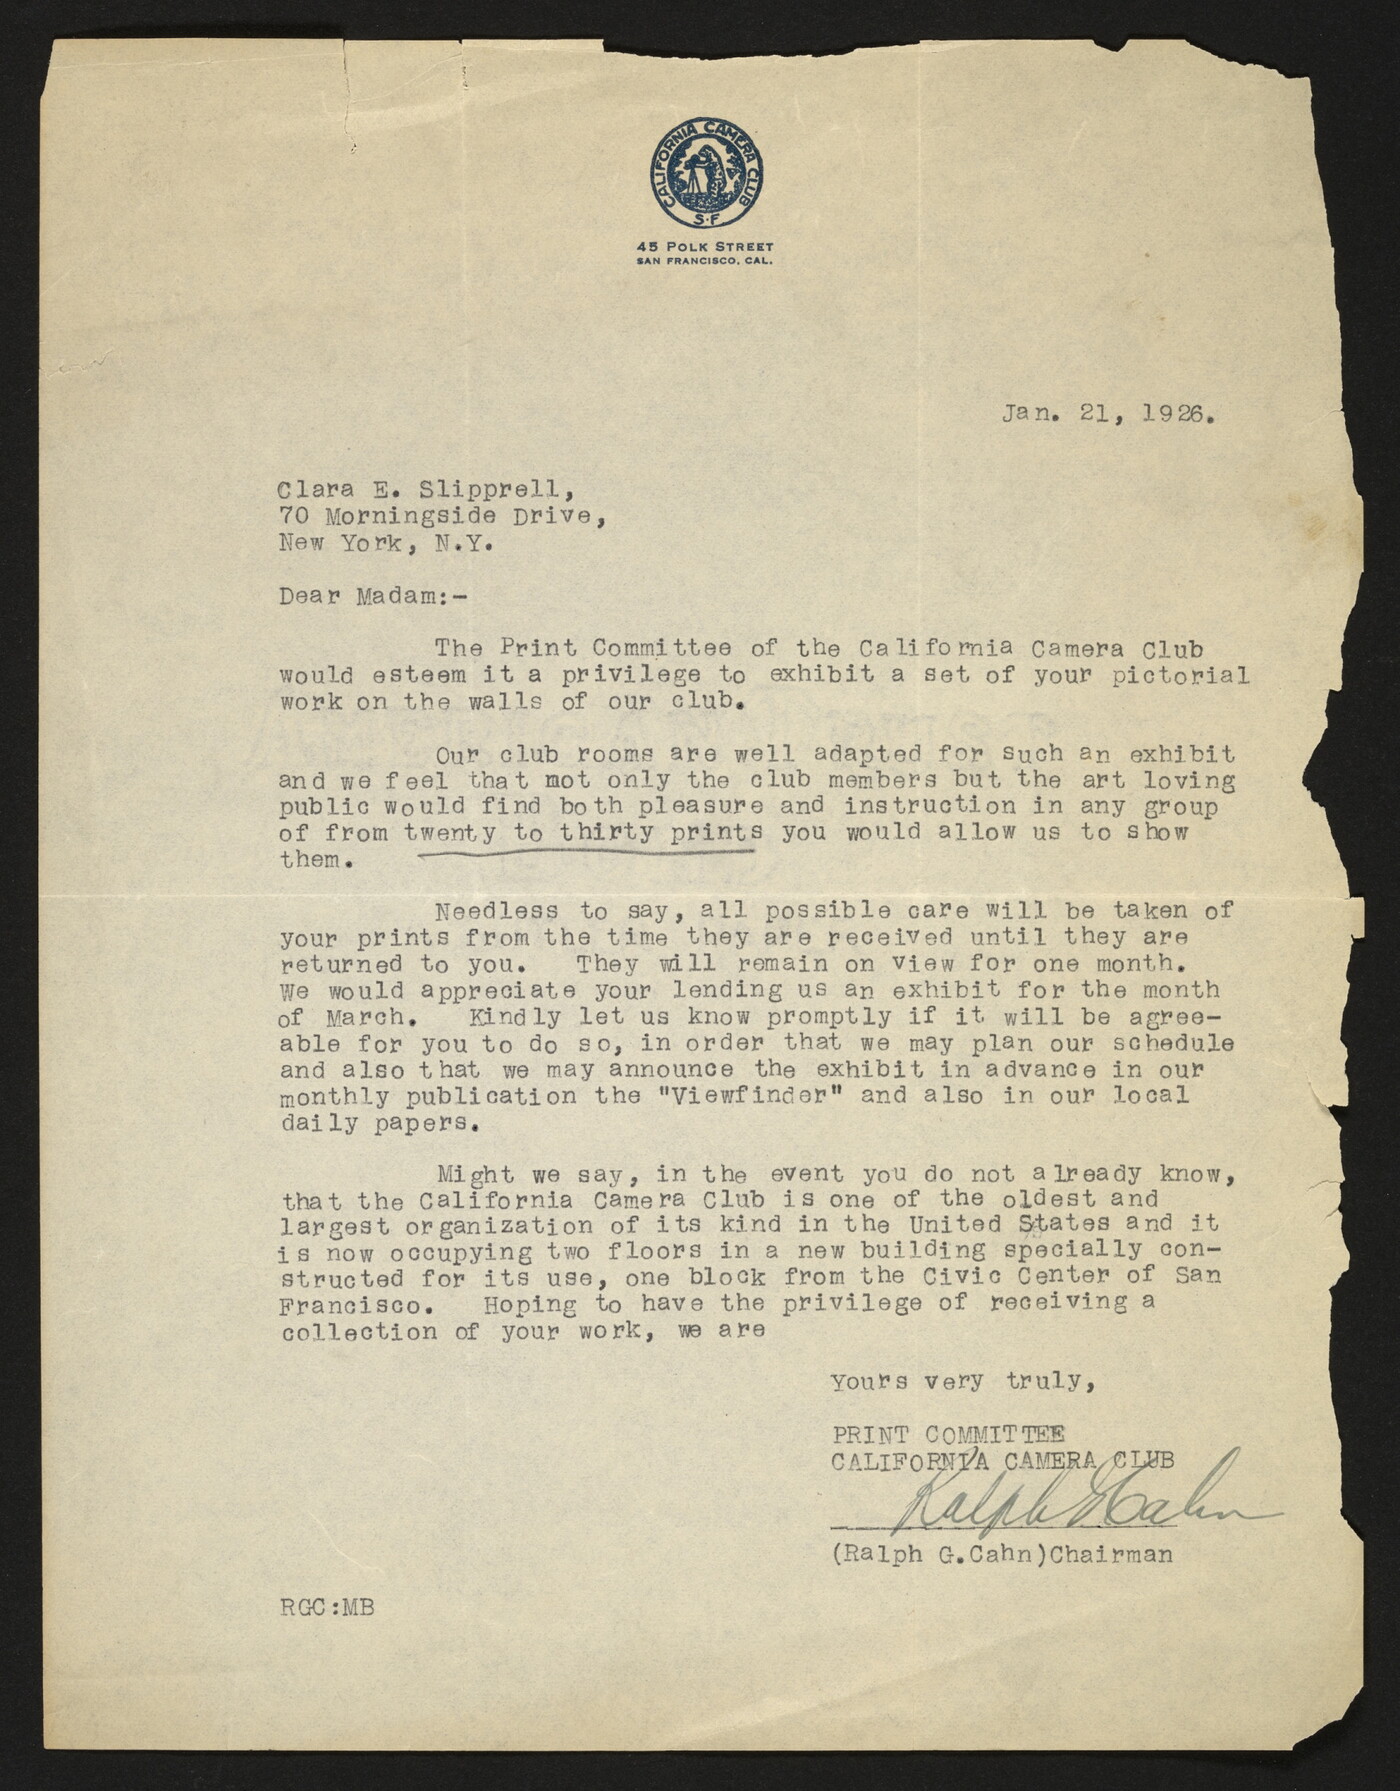 CALIFORNIA CAMERA CLUB
S·F
45 POLK STREET
SAN FRANCISCO, CAL.
Jan. 21, 1926.
Clara E. Slipprell,
70 Morningside Drive,
New York, N.Y.
Dear Madam:-
The Print Committee of the California Camera Club
would esteem it a privilege to exhibit a set of your pictorial
work on the walls of our club.
Our club rooms are well adapted for such an exhibit
and we feel that mot only the club members but the art loving
public would find both pleasure and instruction in any group
of from twenty to thirty prints you would allow us to show
them.
Needless to say, all possible care will be taken of
your prints from the time they are received until they are
returned to you. They will remain on view for one month.
We would appreciate your lending us an exhibit for the month
of March. Kindly let us know promptly if it will be agree-
able for you to do so, in order that we may plan our schedule
and also that we may announce the exhibit in advance in our
monthly publication the "Viewfinder" and also in our local
daily papers.
Might we say, in the event you do not already know,
that the California Camera Club is one of the oldest and
largest organization of its kind in the United States and it
is now occupying two floors in a new building specially con-
structed for its use, one block from the Civic Center of San
Francisco. Hoping to have the privilege of receiving a
collection of your work, we are
Yours very truly,
PRINT COMMITTEE
CALIFORNIA CAMERA CLUB
Ralph G Cahn
(Ralph G.Cahn)Chairman
RGC:MB